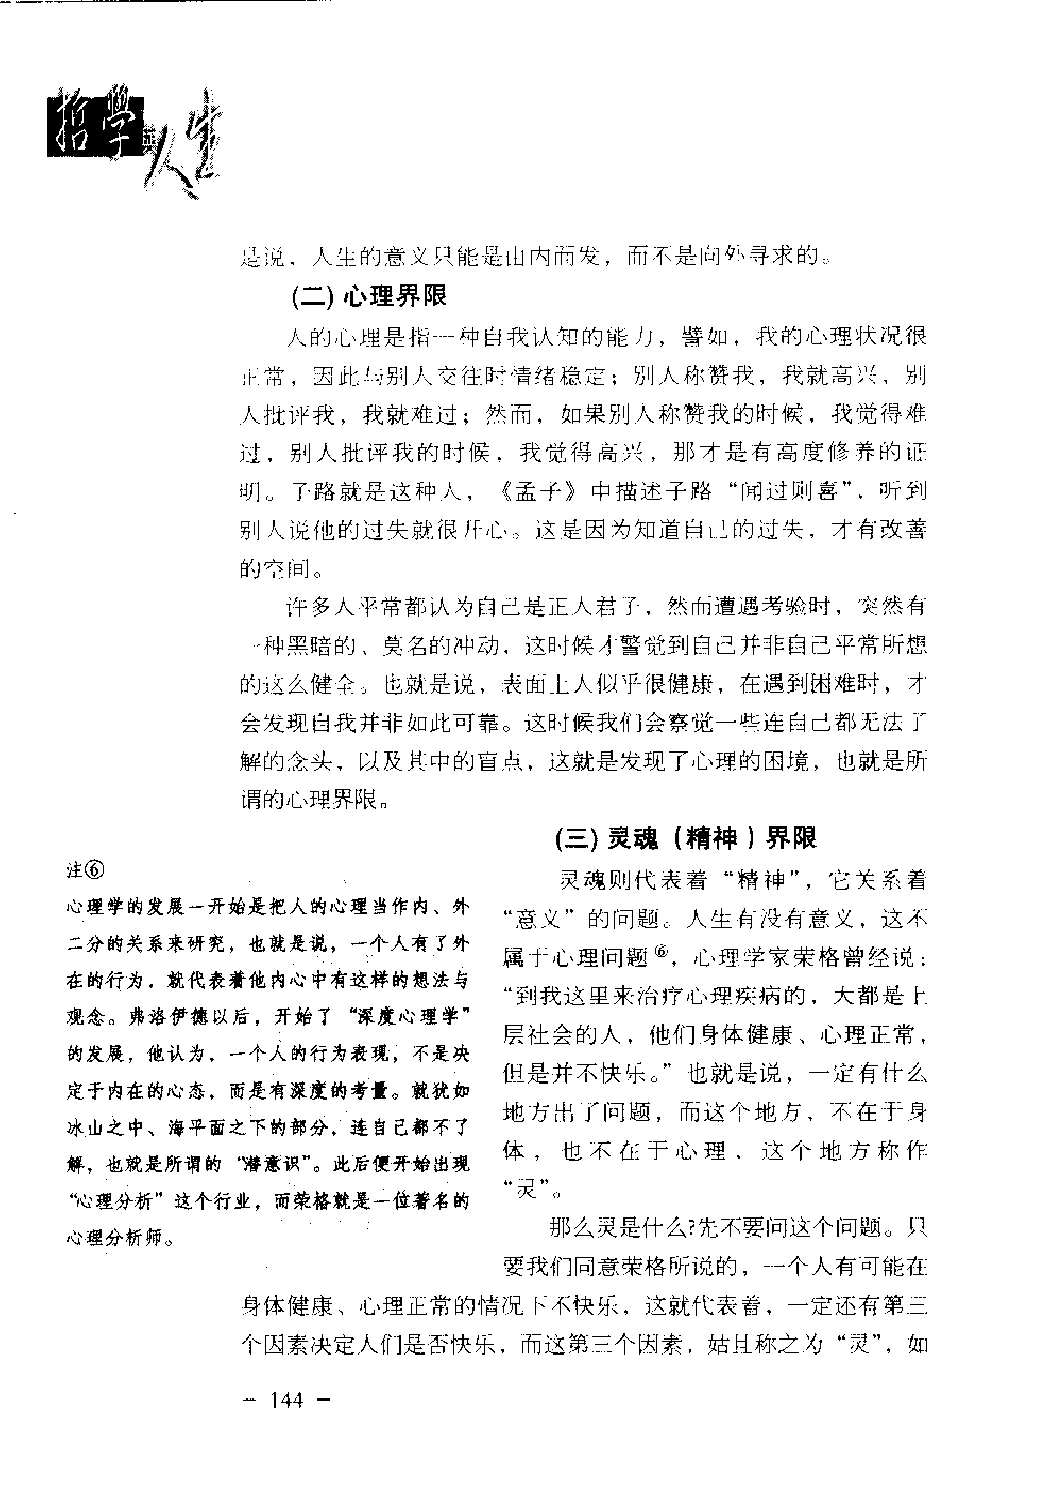 哲學與人生
是说，人生的意义只能是由内而发，而不是向外寻求的。
(二) 心理界限
人的心理是指一种自我认知的能力，譬如，我的心理状况很
正常，因此与别人交往时情绪稳定；别人称赞我，我就高兴，别
人批评我，我就难过；然而，如果别人称赞我的时候，我觉得难
过，别人批评我的时候，我觉得高兴，那才是有高度修养的证
明。子路就是这种人，《孟子》中描述子路“闻过则喜”，听到
别人说他的过失就很开心。这是因为知道自己的过失，才有改善
的空间。
许多人平常都认为自己是正人君子，然而遭遇考验时，突然有
一种黑暗的、莫名的冲动，这时候才警觉到自己并非自己平常所想
的这么健全。也就是说，表面上人似乎很健康，在遇到困难时，才
会发现自我并非如此可靠。这时候我们会察觉一些连自己都无法了
解的念头，以及其中的盲点，这就是发现了心理的困境，也就是所
谓的心理界限。
(三) 灵魂（精神）界限
灵魂则代表着“精神”，它关系着
“意义”的问题。人生有没有意义，这不
属于心理问题⑥，心理学家荣格曾经说：
“到我这里来治疗心理疾病的，大都是上
层社会的人，他们身体健康、心理正常，
但是并不快乐。”也就是说，一定有什么
地方出了问题，而这个地方，不在于身
体，也不在于心理，这个地方称作
“灵”。
那么灵是什么?先不要问这个问题。只
要我们同意荣格所说的，一个人有可能在
身体健康、心理正常的情况下不快乐，这就代表着，一定还有第三
个因素决定人们是否快乐，而这第三个因素，姑且称之为“灵”，如
注⑥
心理学的发展一开始是把人的心理当作内、外
二分的关系来研究，也就是说，一个人有了外
在的行为，就代表着他内心中有这样的想法与
观念。弗洛伊德以后，开始了“深度心理学”
的发展，他认为，一个人的行为表现，不是决
定于内在的心态，而是有深度的考量。就犹如
冰山之中、海平面之下的部分，连自己都不了
解，也就是所谓的“潜意识”。此后便开始出现
“心理分析”这个行业，而荣格就是一位著名的
心理分析师。
－ 144 －